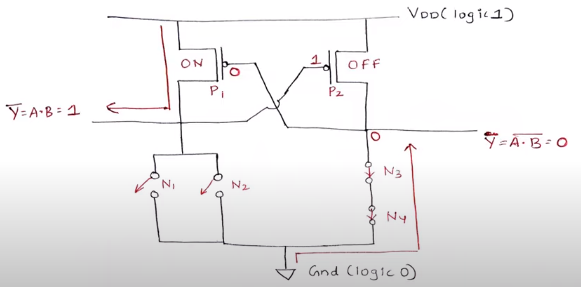 VDD(logic 1)
ON
0
1
OFF
P1
P2
Y̅=A·B=1
0
Y̅=A̅·̅B̅=0
N1
N2
N3
N4
Gnd (logic 0)